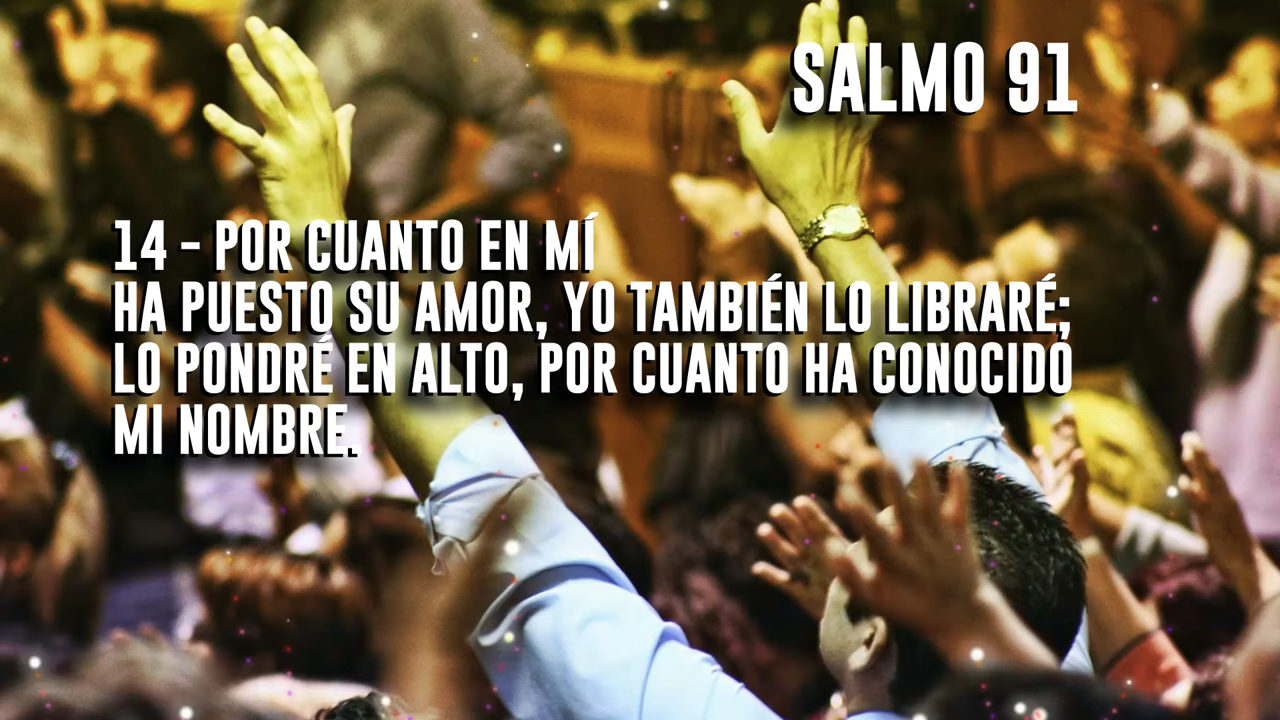 SALMO 91
14 - POR CUANTO EN MÍ
HA PUESTO SU AMOR, YO TAMBIÉN LO LIBRARÉ;
LO PONDRÉ EN ALTO, POR CUANTO HA CONOCIDO
MI NOMBRE.